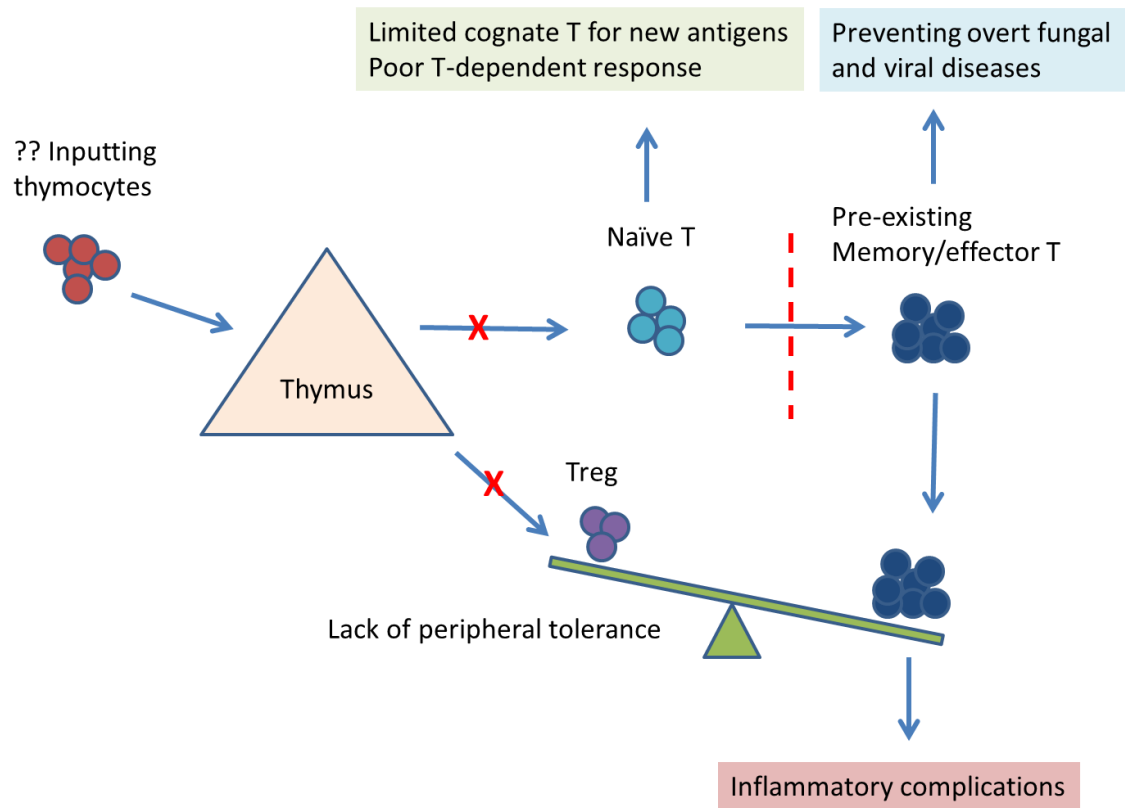 Limited cognate T for new antigens
Poor T-dependent response
Preventing overt fungal
and viral diseases
?? Inputting
thymocytes
Naïve T
Pre-existing
Memory/effector T
X
Thymus
X
Treg
Lack of peripheral tolerance
Inflammatory complications